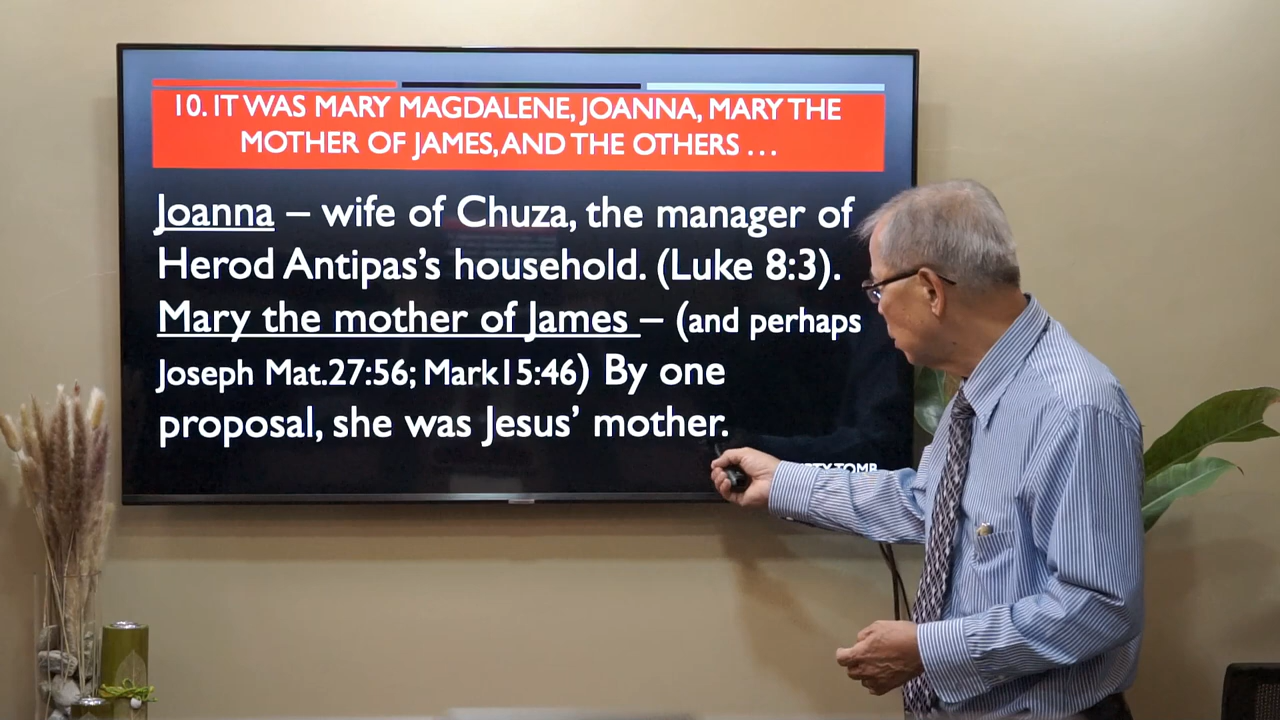 10. IT WAS MARY MAGDALENE, JOANNA, MARY THE
MOTHER OF JAMES, AND THE OTHERS ...
Joanna – wife of Chuza, the manager of
Herod Antipas's household. (Luke 8:3).
Mary the mother of James – (and perhaps
Joseph Mat.27:56; Mark15:46) By one
proposal, she was Jesus' mother.
TOMB